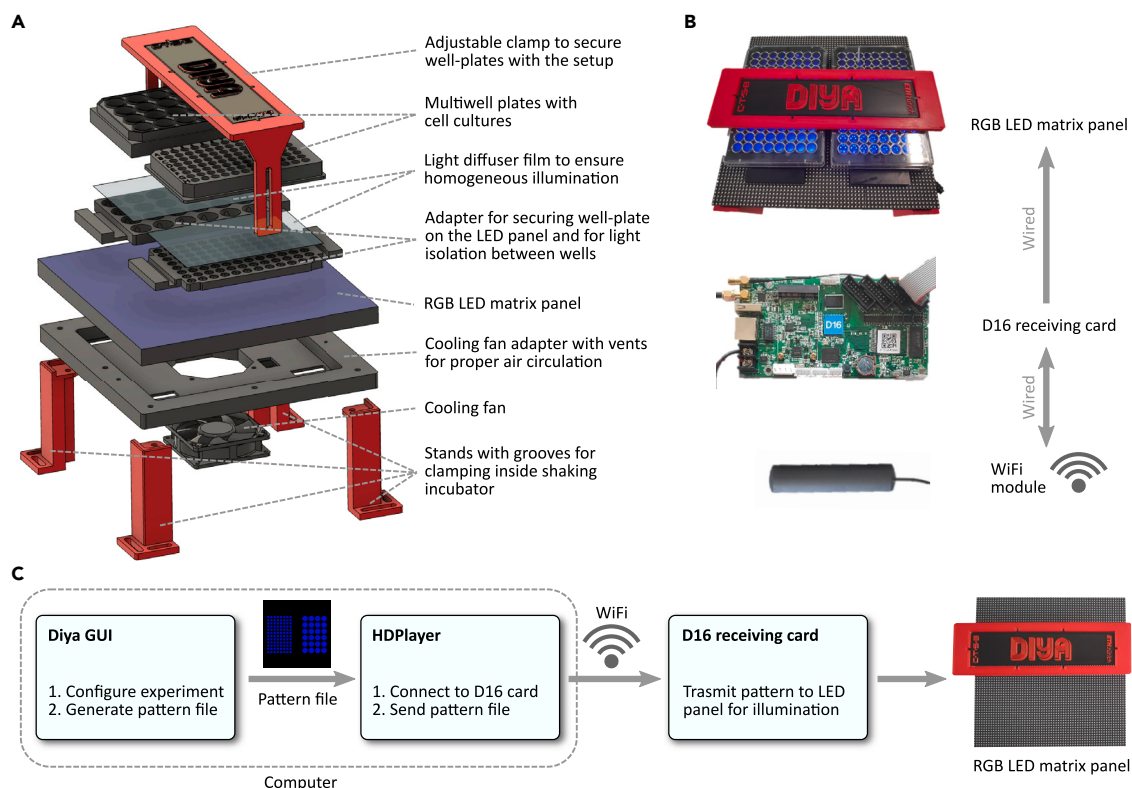 A
Adjustable clamp to secure
well-plates with the setup
Multiwell plates with
cell cultures
Light diffuser film to ensure
homogeneous illumination
Adapter for securing well-plate
on the LED panel and for light
isolation between wells
RGB LED matrix panel
Cooling fan adapter with vents
for proper air circulation
Cooling fan
Stands with grooves for
clamping inside shaking
incubator
DIYA
B
DIYA
RGB LED matrix panel
Wired
D16
D16 receiving card
Wired
WiFi
module
C
Diya GUI
1. Configure experiment
2. Generate pattern file
Pattern file
HDPlayer
1. Connect to D16 card
2. Send pattern file
Computer
WiFi
D16 receiving card
Trasmit pattern to LED
panel for illumination
DIYA
RGB LED matrix panel